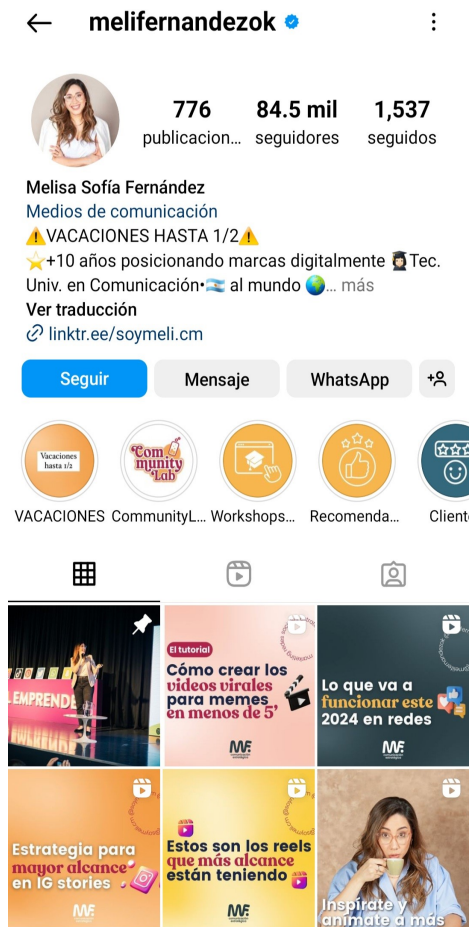 melifernandezok
776
84.5 mil
1,537
publicacion...
seguidores
seguidos
Melisa Sofía Fernández
Medios de comunicación
⚠️VACACIONES HASTA 1/2⚠️
⭐+10 años posicionando marcas digitalmente 👩🏻‍🎓Tec.
Univ. en Comunicación•🇦🇷 al mundo 🌍... más
Ver traducción
linktr.ee/soymeli.cm
Seguir
Mensaje
WhatsApp
Vacaciones
hasta 1/2
Com
munity
Lab
VACACIONES
CommunityL...
Workshops...
Recomenda...
Cliente
L EMPRENDE
El tutorial
Cómo crear los
videos virales
para memes
en menos de 5'
MF
Lo que va a
funcionar este
2024 en redes
MF
Estrategia para
mayor alcance
en IG stories
MF
Estos son los reels
que más alcance
están teniendo
MF
Inspírate y
anímate a más